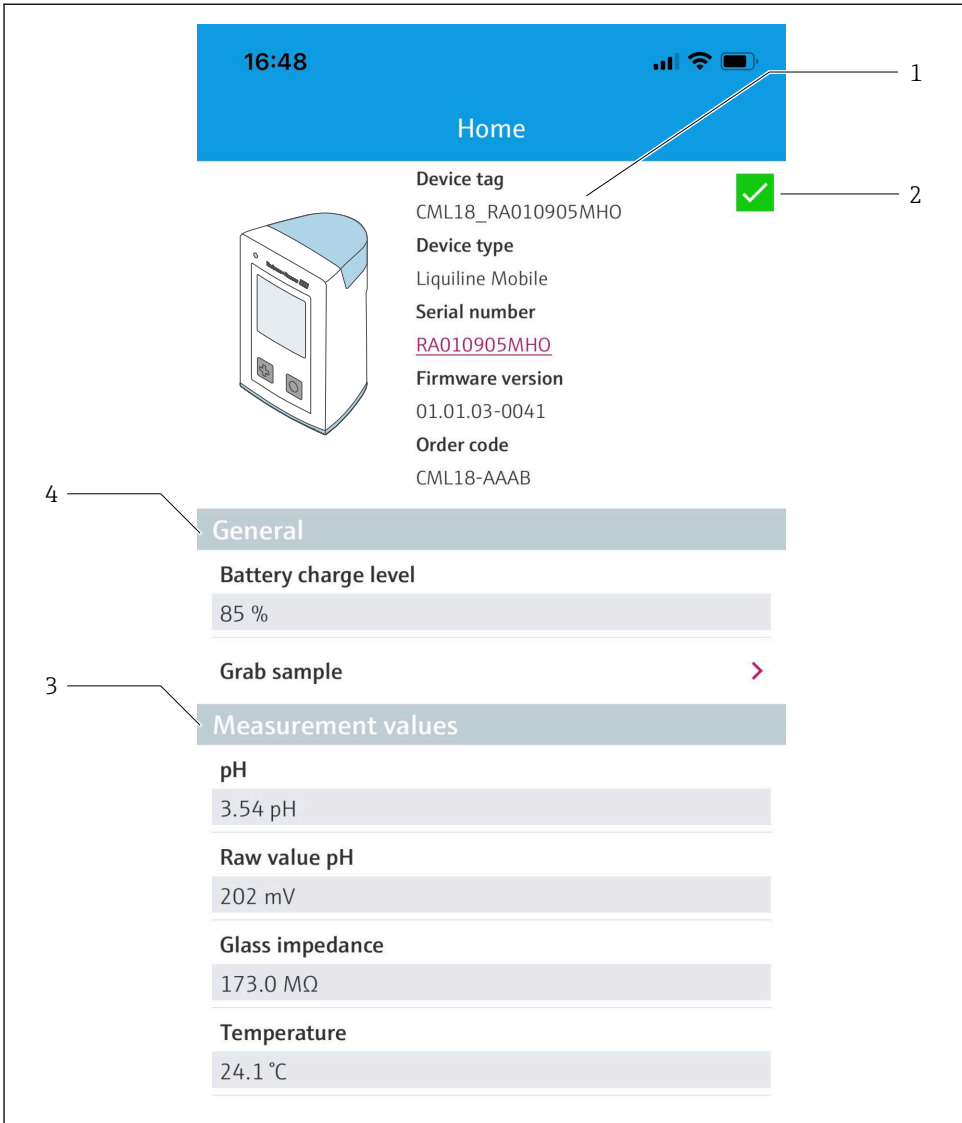 16:48
1
Home
Device tag
2
CML18_RA010905MHO
Device type
Liquiline Mobile
Serial number
RA010905MHO
Firmware version
01.01.03-0041
Order code
CML18-AAAB
4
General
Battery charge level
85 %
Grab sample
3
Measurement values
pH
3.54 pH
Raw value pH
202 mV
Glass impedance
173.0 MΩ
Temperature
24.1 °C